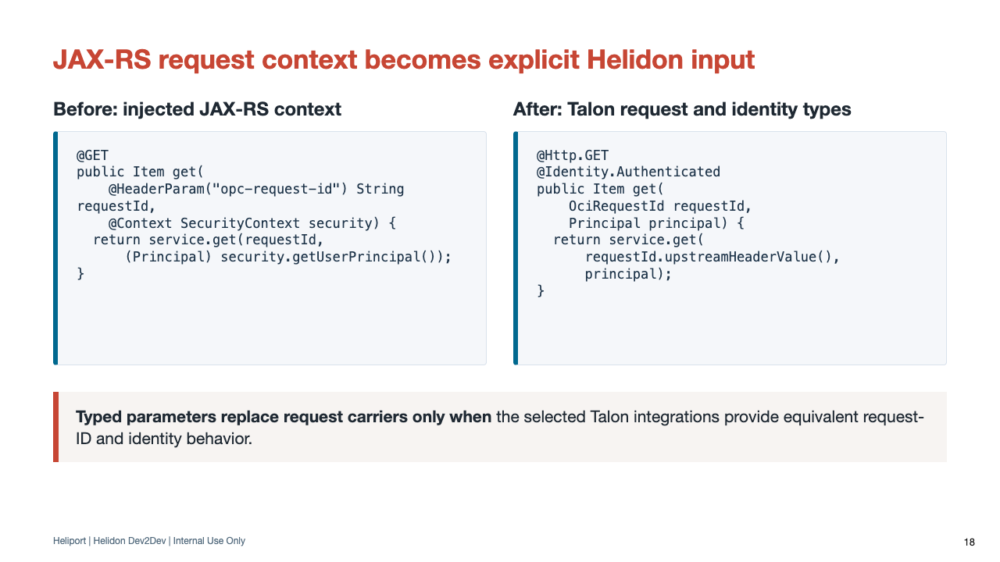 JAX-RS request context becomes explicit Helidon input
Before: injected JAX-RS context
@GET
public Item get(
    @HeaderParam("opc-request-id") String
requestId,
    @Context SecurityContext security) {
  return service.get(requestId,
      (Principal) security.getUserPrincipal());
}
After: Talon request and identity types
@Http.GET
@Identity.Authenticated
public Item get(
    OciRequestId requestId,
    Principal principal) {
  return service.get(
      requestId.upstreamHeaderValue(),
      principal);
}
Typed parameters replace request carriers only when the selected Talon integrations provide equivalent request-
ID and identity behavior.
Heliport | Helidon Dev2Dev | Internal Use Only
18